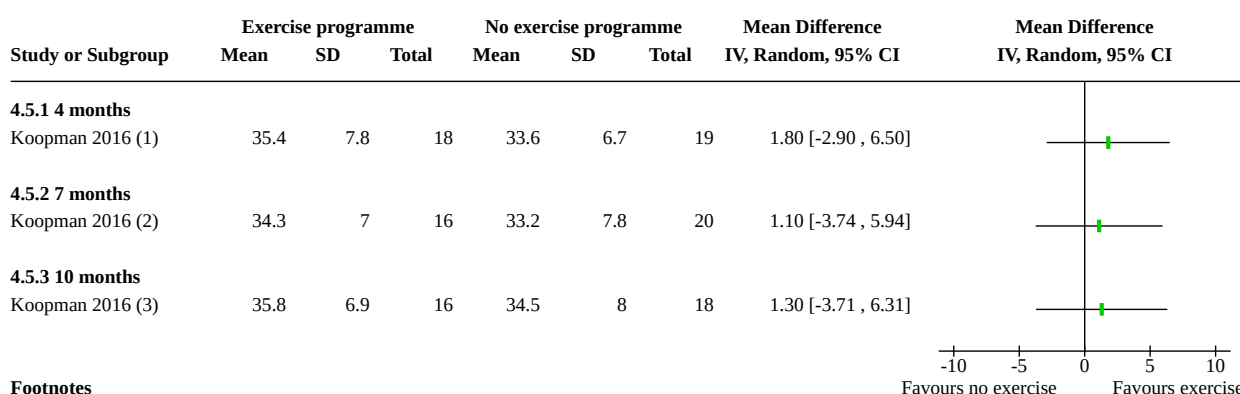 Exercise programme No exercise programme Mean Difference Mean Difference
Study or Subgroup Mean SD Total Mean SD Total IV, Random, 95% CI IV, Random, 95% CI
4.5.1 4 months
Koopman 2016 (1) 35.4 7.8 18 33.6 6.7 19 1.80 [-2.90 , 6.50]
4.5.2 7 months
Koopman 2016 (2) 34.3 7 16 33.2 7.8 20 1.10 [-3.74 , 5.94]
4.5.3 10 months
Koopman 2016 (3) 35.8 6.9 16 34.5 8 18 1.30 [-3.71 , 6.31]
-10 -5 0 5 10
Footnotes Favours no exercise Favours exercise